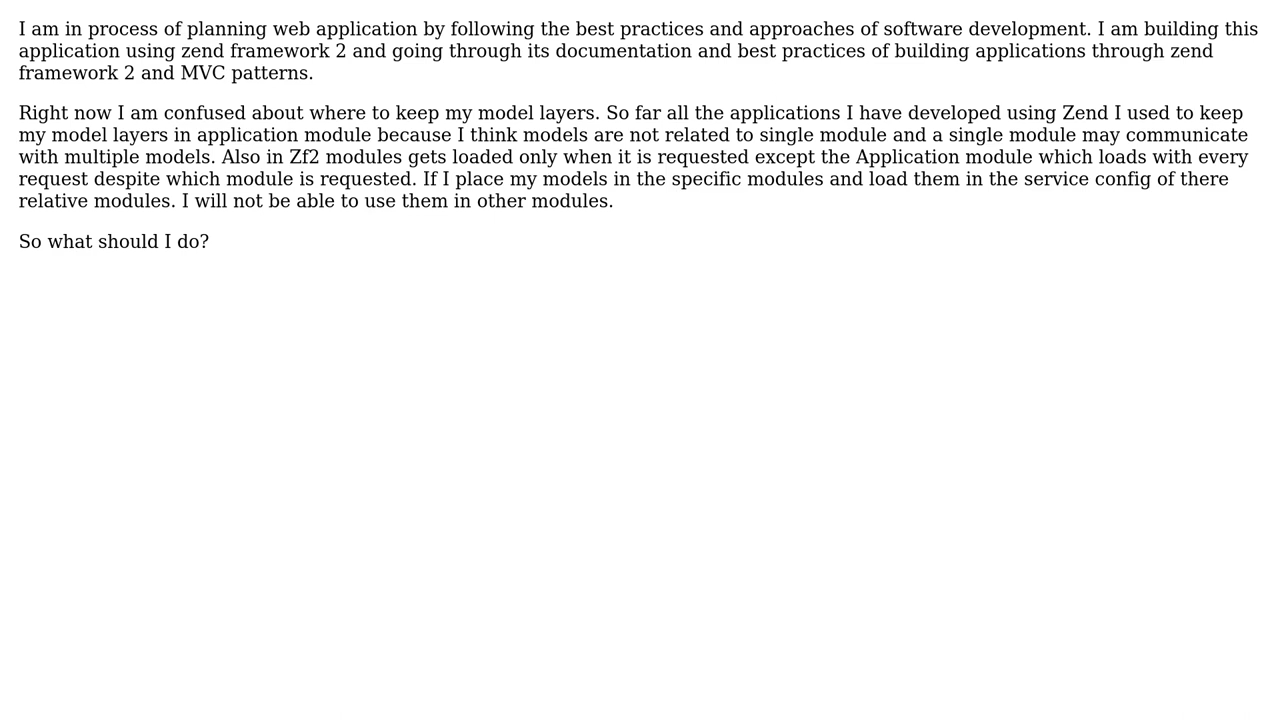 I am in process of planning web application by following the best practices and approaches of software development. I am building this
application using zend framework 2 and going through its documentation and best practices of building applications through zend
framework 2 and MVC patterns.
Right now I am confused about where to keep my model layers. So far all the applications I have developed using Zend I used to keep
my model layers in application module because I think models are not related to single module and a single module may communicate
with multiple models. Also in Zf2 modules gets loaded only when it is requested except the Application module which loads with every
request despite which module is requested. If I place my models in the specific modules and load them in the service config of there
relative modules. I will not be able to use them in other modules.
So what should I do?